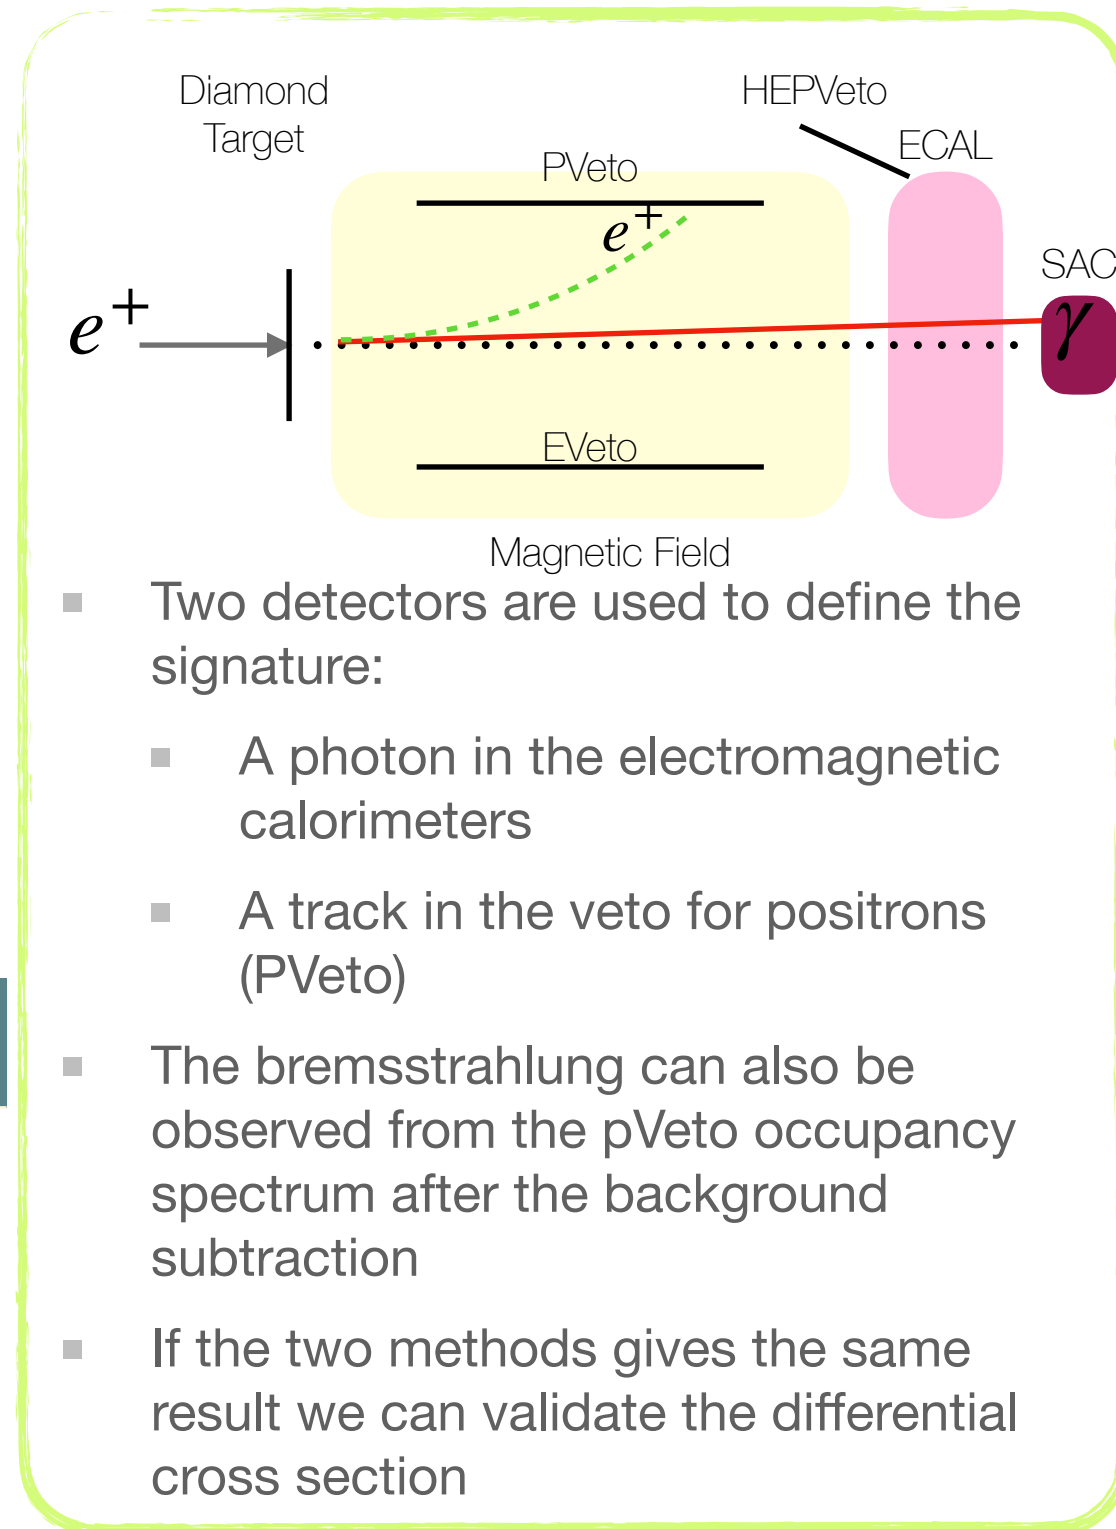 Diamond
Target
HEPVeto
ECAL
PVeto
e⁺
SAC
e⁺
γ
EVeto
Magnetic Field
Two detectors are used to define the
signature:
A photon in the electromagnetic
calorimeters
A track in the veto for positrons
(PVeto)
The bremsstrahlung can also be
observed from the pVeto occupancy
spectrum after the background
subtraction
If the two methods gives the same
result we can validate the differential
cross section